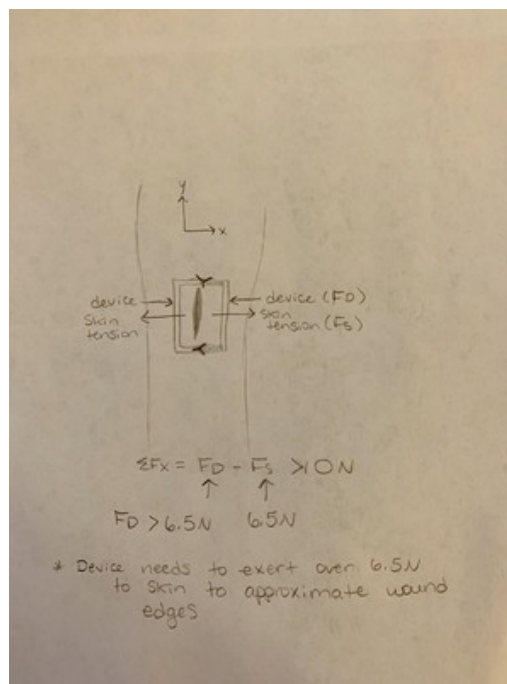 y
x
device
device (FD)
skin
tension
skin
tension (Fs)
ΣFx = FD - Fs >10 N
FD > 6.5N 6.5N
* Device needs to exert over 6.5N
to skin to approximate wound
edges